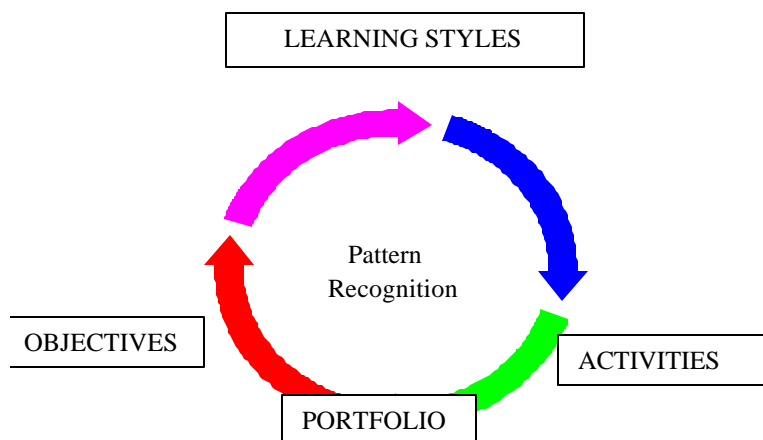 LEARNING STYLES
Pattern
Recognition
OBJECTIVES
ACTIVITIES
PORTFOLIO